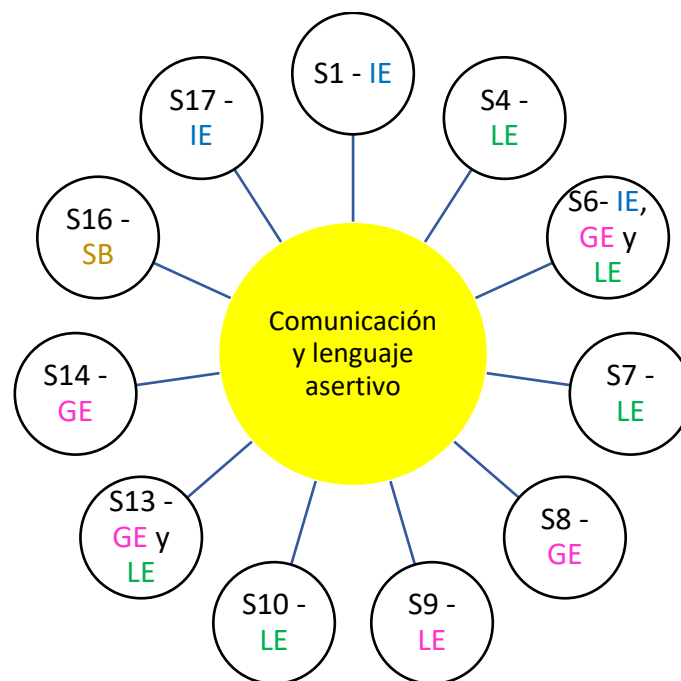 S1 - IE
S4 -
LE
S6- IE,
GE y
LE
S7 -
LE
S8 -
GE
S9 -
LE
S10 -
LE
S13 -
GE y
LE
S14 -
GE
S16 -
SB
S17 -
IE
Comunicación
y lenguaje
asertivo